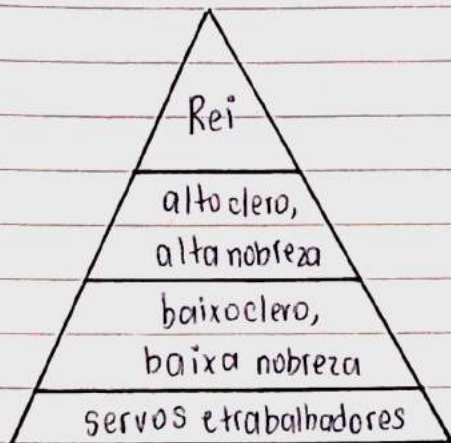 Rei
alto clero,
alta nobreza
baixo clero,
baixa nobreza
servos e trabalhadores